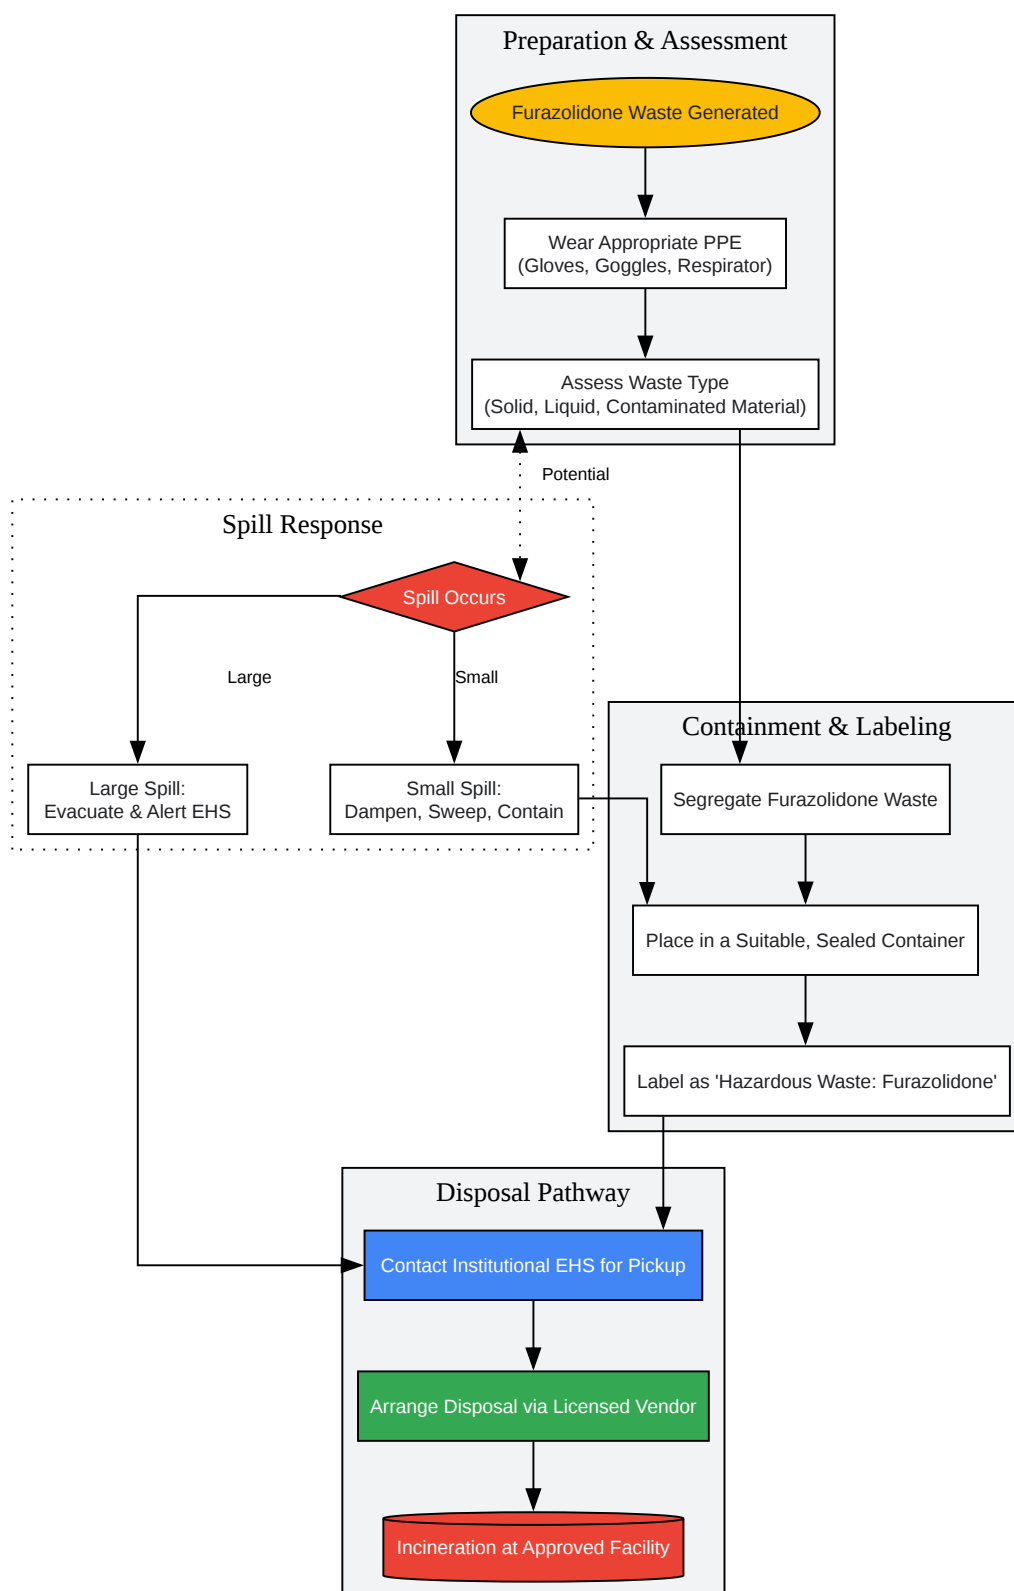 Preparation & Assessment
Furazolidone Waste Generated
Wear Appropriate PPE
(Gloves, Goggles, Respirator)
Assess Waste Type
(Solid, Liquid, Contaminated Material)
Potential
Spill Response
Spill Occurs
Large
Small
Large Spill:
Evacuate & Alert EHS
Small Spill:
Dampen, Sweep, Contain
Containment & Labeling
Segregate Furazolidone Waste
Place in a Suitable, Sealed Container
Label as 'Hazardous Waste: Furazolidone'
Disposal Pathway
Contact Institutional EHS for Pickup
Arrange Disposal via Licensed Vendor
Incineration at Approved Facility